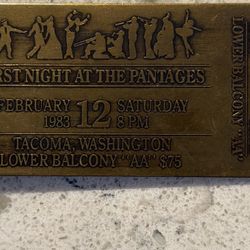 RST NIGHT AT THE PANTAGES
FEBRUARY 12 SATURDAY
1983 8 PM
TACOMA, WASHINGTON
LOWER BALCONY "AA" $75
LOWER BALCONY "AA"